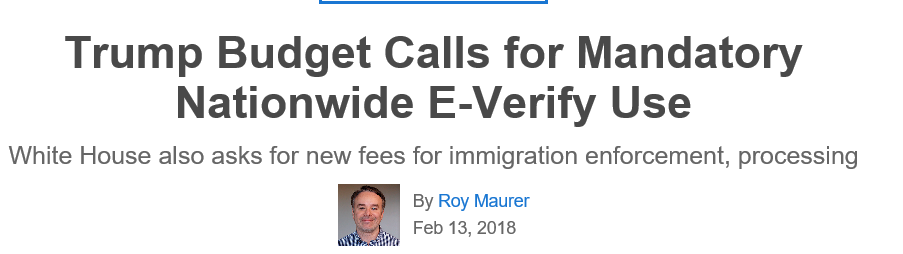 Trump Budget Calls for Mandatory
Nationwide E-Verify Use
White House also asks for new fees for immigration enforcement, processing
By Roy Maurer
Feb 13, 2018